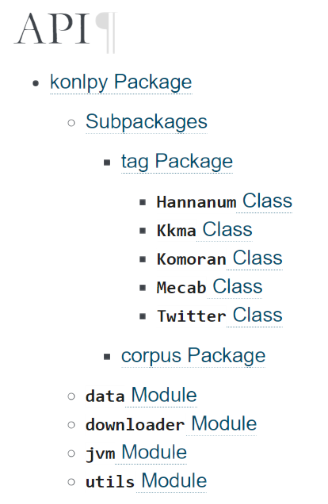 API¶
konlpy Package
Subpackages
tag Package
Hannanum Class
Kkma Class
Komoran Class
Mecab Class
Twitter Class
corpus Package
data Module
downloader Module
jvm Module
utils Module